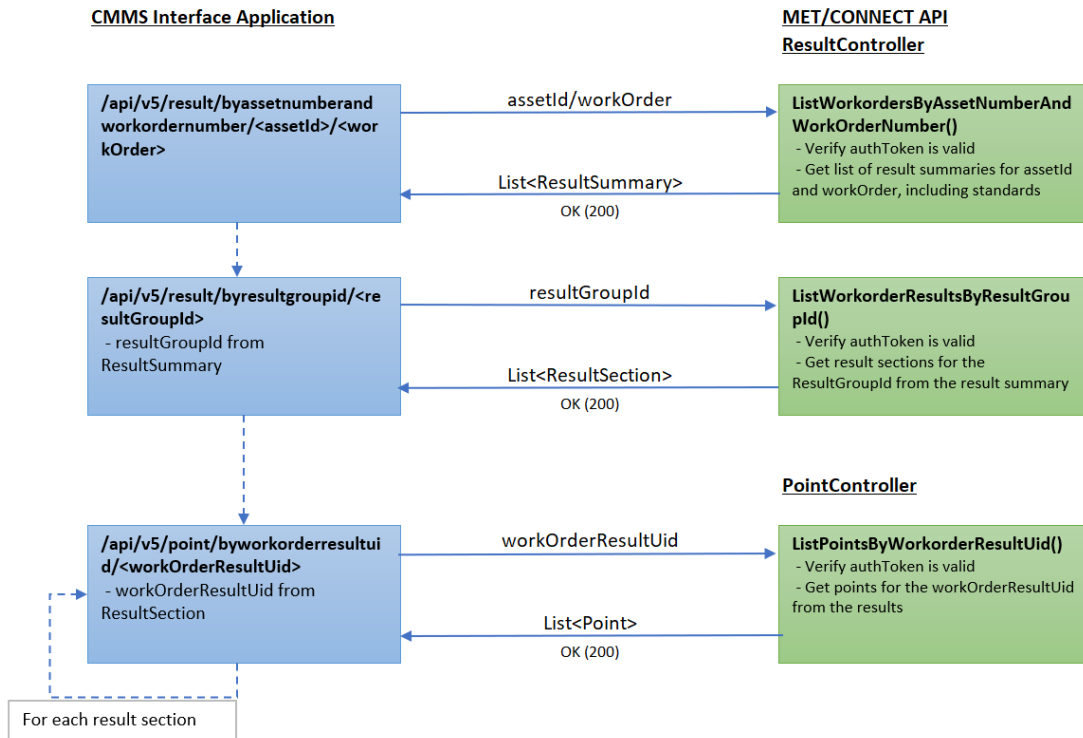 CMMS Interface Application
MET/CONNECT API
ResultController
/api/v5/result/byassetnumberand
workordernumber/<assetId>/<wor
kOrder>
assetId/workOrder
List<ResultSummary>
OK (200)
ListWorkordersByAssetNumberAnd
WorkOrderNumber()
- Verify authToken is valid
- Get list of result summaries for assetId
and workOrder, including standards
/api/v5/result/byresultgroupid/<re
sultGroupId>
- resultGroupId from
ResultSummary
resultGroupId
List<ResultSection>
OK (200)
ListWorkorderResultsByResultGrou
pId()
- Verify authToken is valid
- Get result sections for the
ResultGroupId from the result summary
PointController
/api/v5/point/byworkorderresultui
d/<workOrderResultUid>
- workOrderResultUid from
ResultSection
workOrderResultUid
List<Point>
OK (200)
ListPointsByWorkorderResultUid()
- Verify authToken is valid
- Get points for the workOrderResultUid
from the results
For each result section